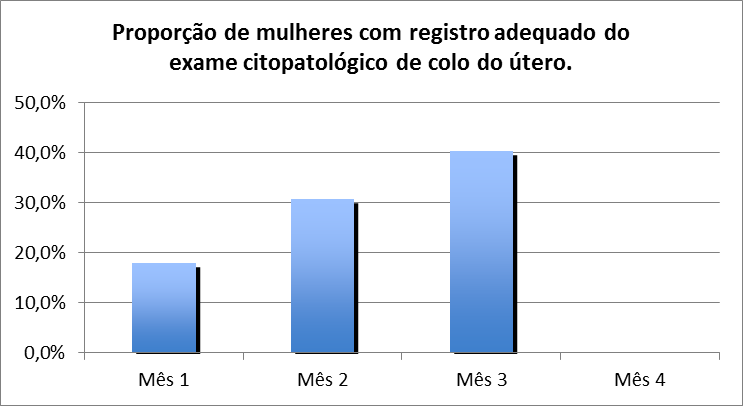 Proporção de mulheres com registro adequado do
exame citopatológico de colo do útero.
50,0%
40,0%
30,0%
20,0%
10,0%
0,0%
Mês 1 Mês 2 Mês 3 Mês 4